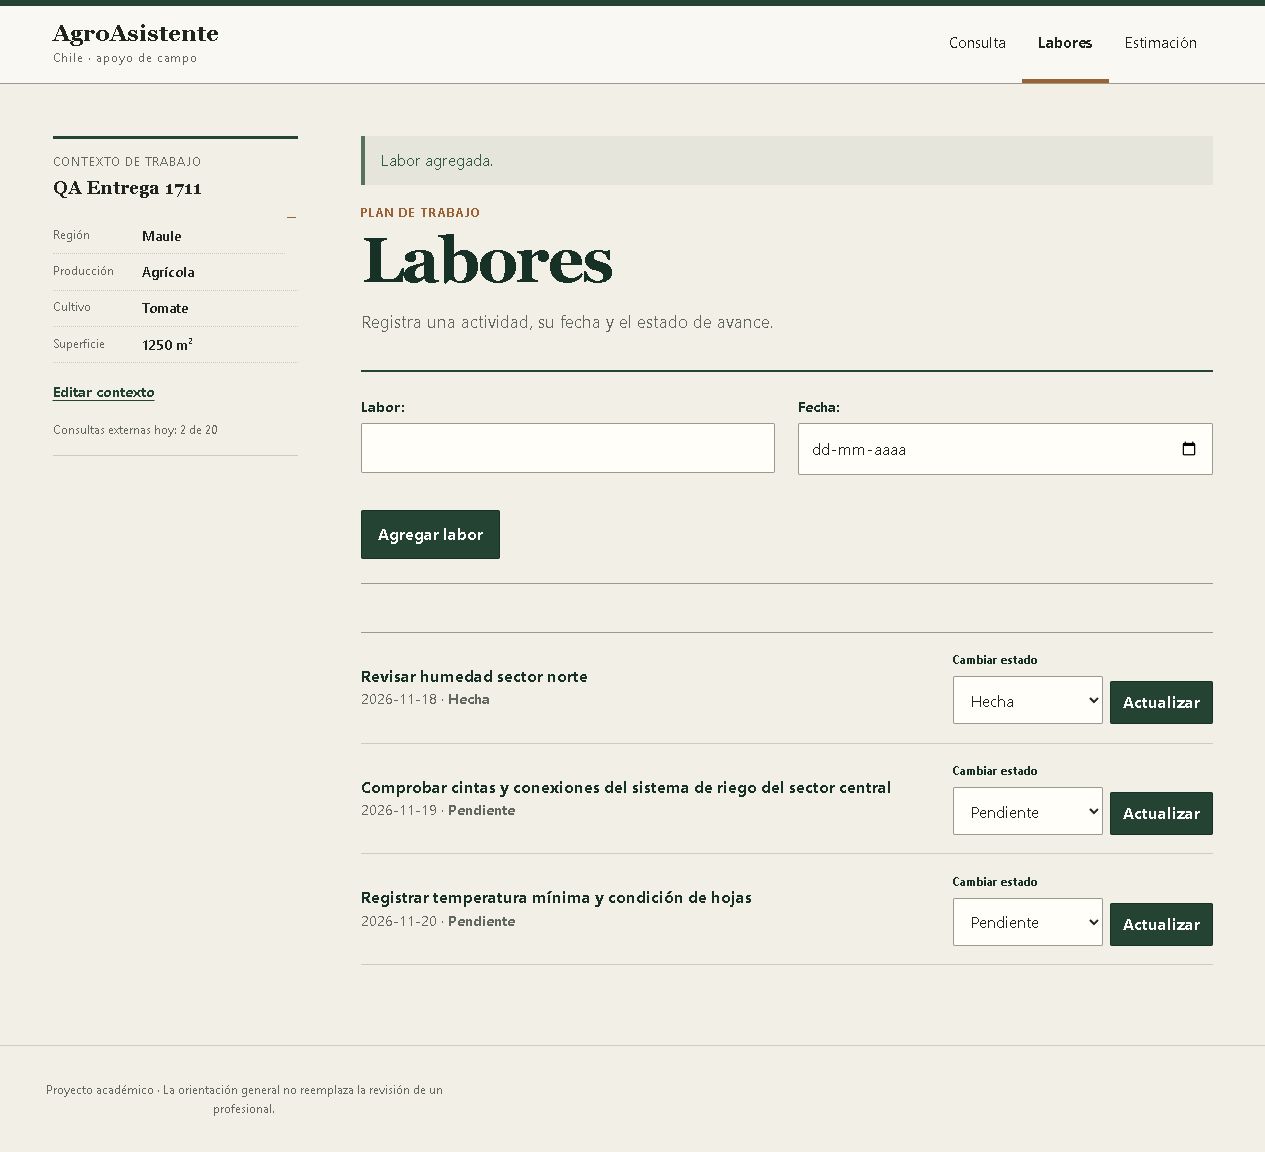 AgroAsistente
Chile · apoyo de campo
Consulta
Labores
Estimación
CONTEXTO DE TRABAJO
QA Entrega 1711
–
Región
Maule
Producción
Agrícola
Cultivo
Tomate
Superficie
1250 m²
Editar contexto
Consultas externas hoy: 2 de 20
Labor agregada.
PLAN DE TRABAJO
Labores
Registra una actividad, su fecha y el estado de avance.
Labor:
Fecha:
dd-mm-aaaa
Agregar labor
Revisar humedad sector norte
2026-11-18 · Hecha
Cambiar estado
Hecha
Actualizar
Comprobar cintas y conexiones del sistema de riego del sector central
2026-11-19 · Pendiente
Cambiar estado
Pendiente
Actualizar
Registrar temperatura mínima y condición de hojas
2026-11-20 · Pendiente
Cambiar estado
Pendiente
Actualizar
Proyecto académico · La orientación general no reemplaza la revisión de un
profesional.